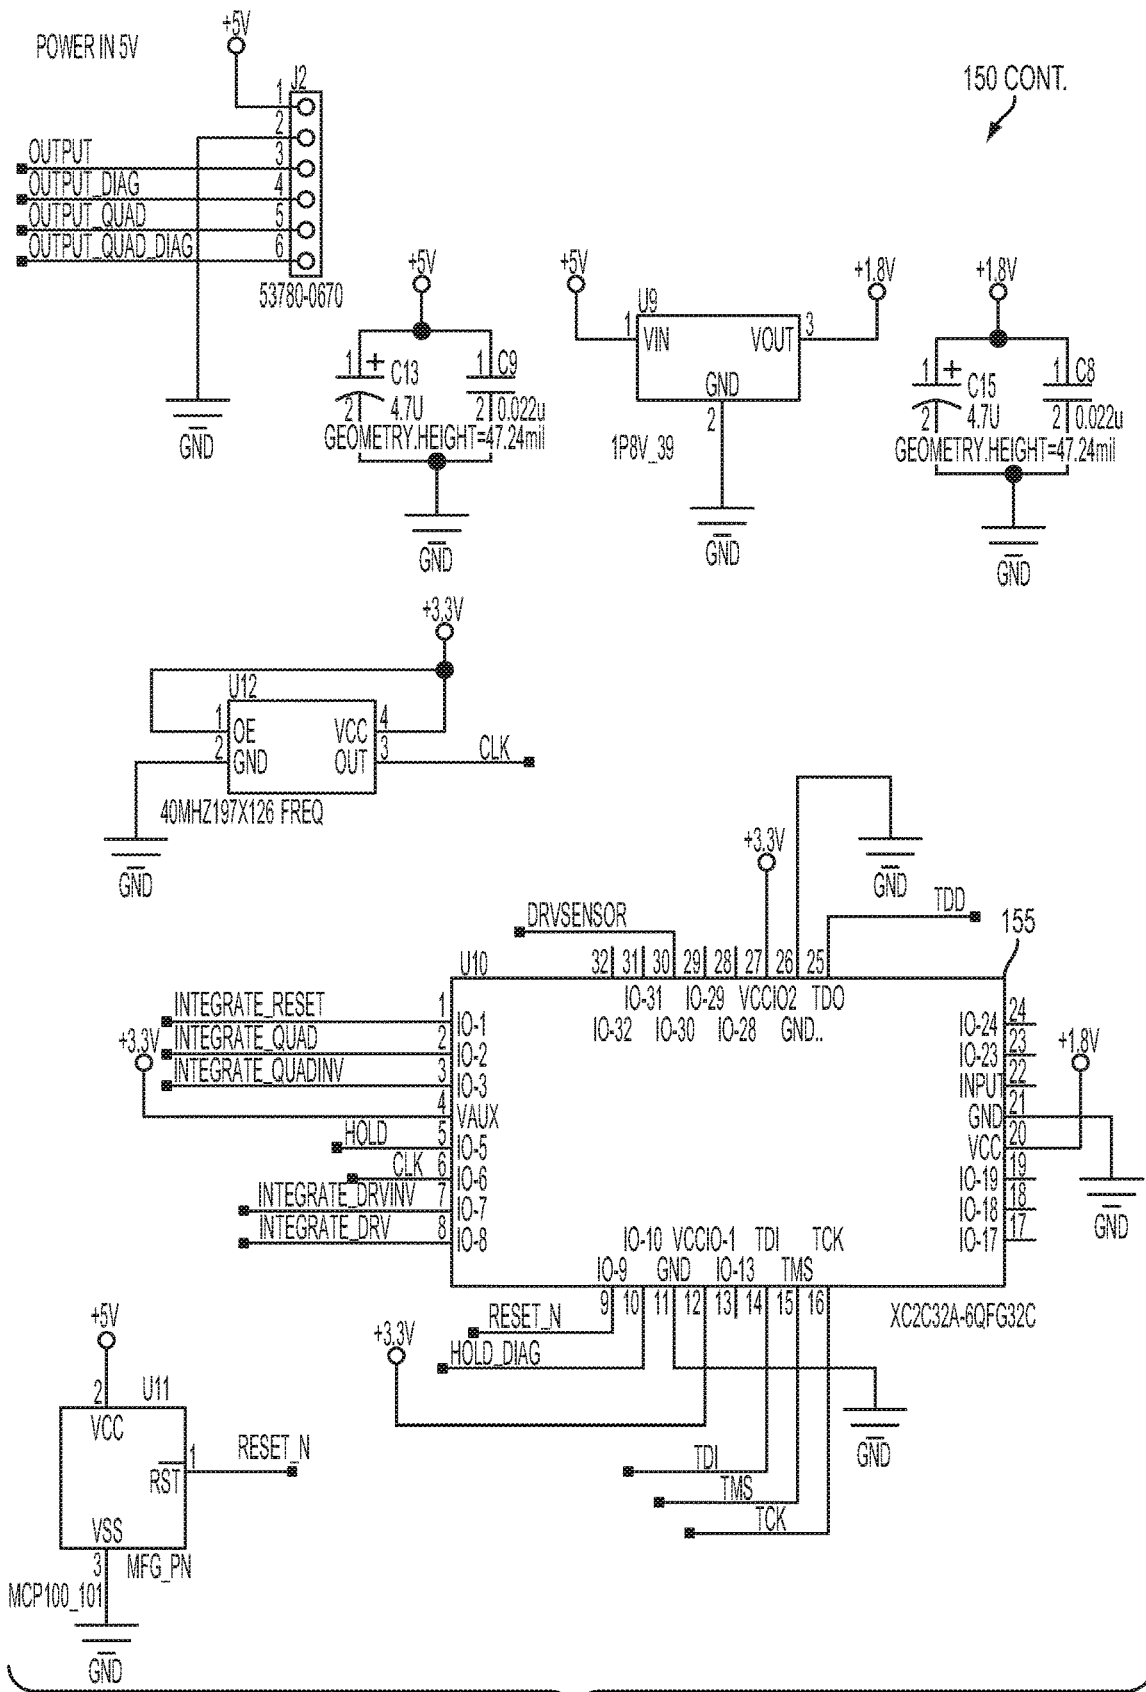 POWER IN 5V
+5V
J2
150 CONT.
1
2
OUTPUT 3
OUTPUT_DIAG 4
OUTPUT_QUAD 5
OUTPUT_QUAD_DIAG 6
53780-0670
GND
+5V
1 + C13
2 4.7U
1 C9
2 0.022u
GEOMETRY.HEIGHT=47.24mil
GND
+5V
U9
+1.8V
1 VIN VOUT 3
GND
2
1P8V_39
GND
+1.8V
1 + C15
2 4.7U
1 C8
2 0.022u
GEOMETRY.HEIGHT=47.24mil
GND
+3.3V
U12
1 OE VCC 4
2 GND OUT 3
CLK
40MHZ197X126 FREQ
GND
+3.3V
GND
DRVSENSOR
TDD
155
U10
32 31 30 29 28 27 26 25
IO-31 IO-29 VCCIO2 TDO
IO-32 IO-30 IO-28 GND..
INTEGRATE_RESET 1 IO-1
INTEGRATE_QUAD 2 IO-2
INTEGRATE_QUADINV 3 IO-3
+3.3V
4 VAUX
HOLD 5 IO-5
CLK 6 IO-6
INTEGRATE_DRVINV 7 IO-7
INTEGRATE_DRV 8 IO-8
IO-24 24
IO-23 23
INPUT 22
GND 21
VCC 20
IO-19 19
IO-18 18
IO-17 17
+1.8V
GND
IO-10 VCCIO-1 TDI TCK
IO-9 GND IO-13 TMS
9 10 11 12 13 14 15 16
XC2C32A-6QFG32C
RESET_N
HOLD_DIAG
+3.3V
GND
TDI
TMS
TCK
+5V
2
U11
VCC
RST 1
RESET_N
VSS
3
MFG_PN
MCP100_101
GND